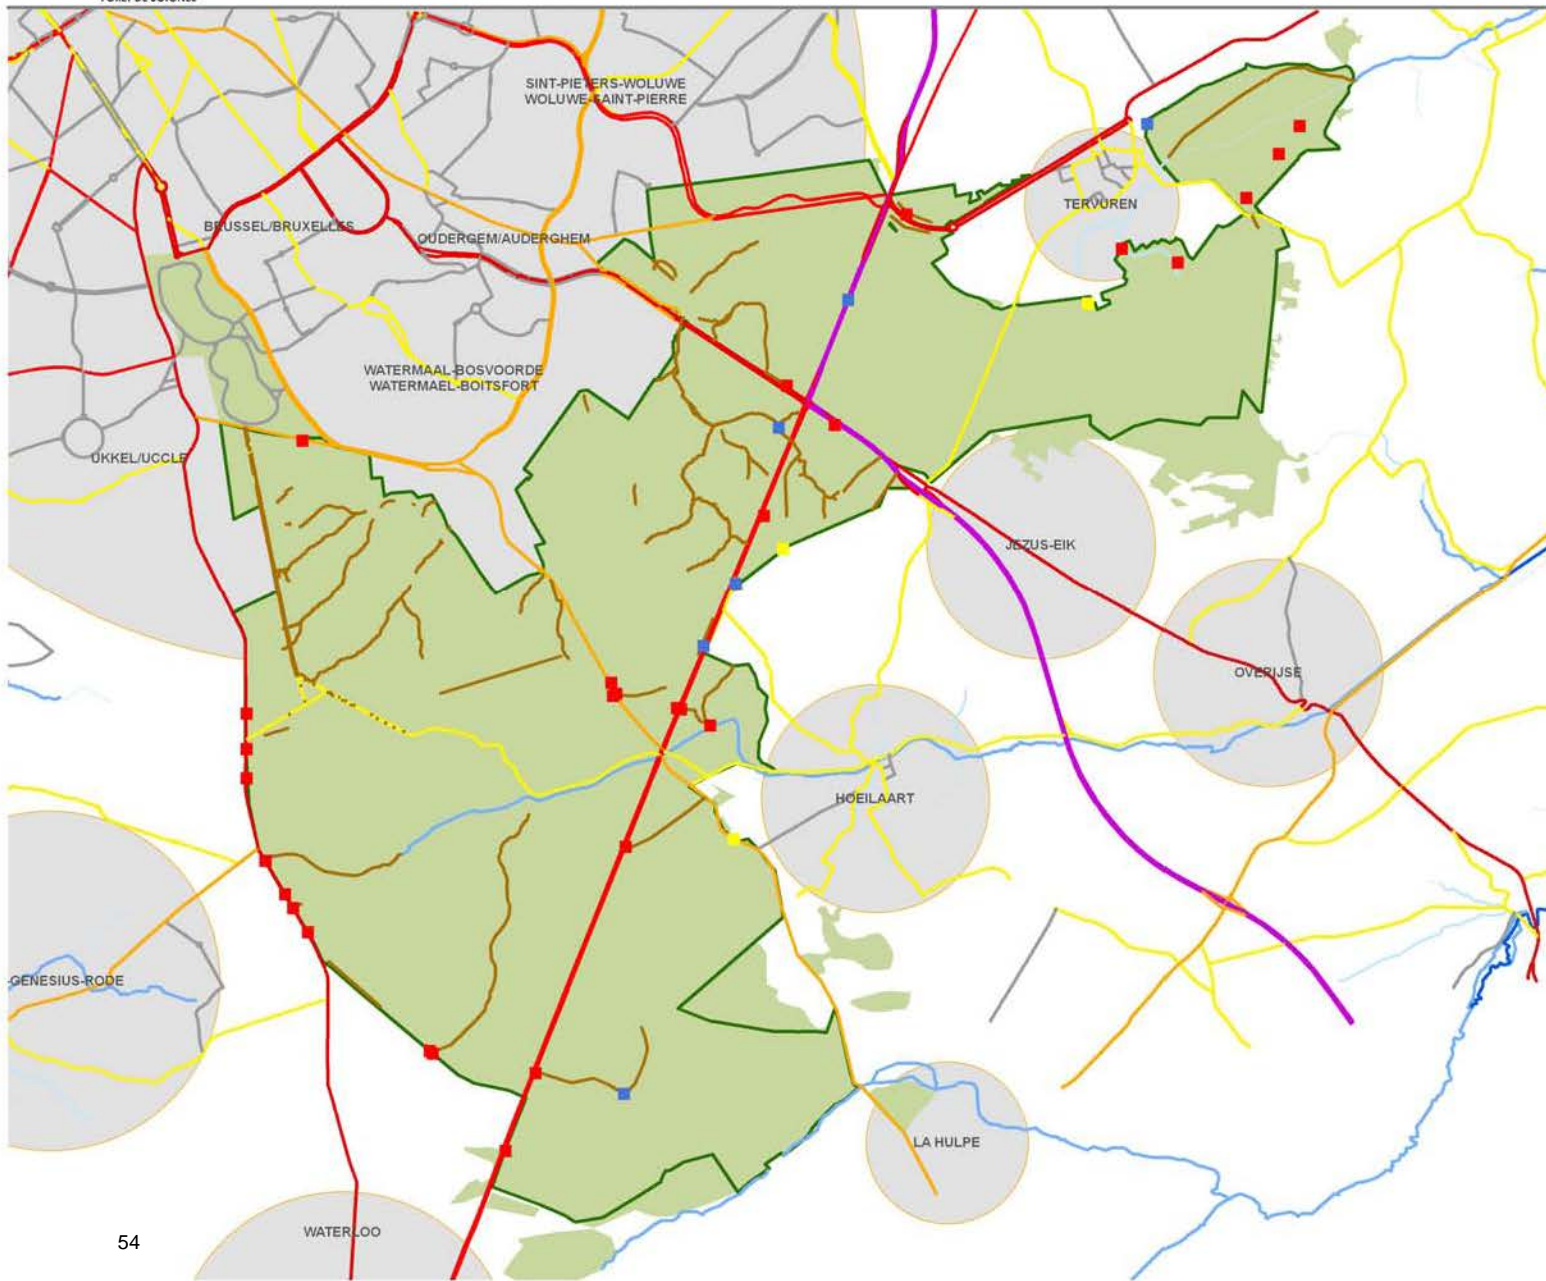 SINT-PIETERS-WOLUWE
WOLUWE-SAINT-PIERRE
TERVUREN
BRUSSEL/BRUXELLES
OUDERGEM/AUDERGHEM
WATERMAAL-BOSVOORDE
WATERMAEL-BOITSFORT
UKKEL/UCCLE
JEZUS-EIK
OVERIJSE
HOEILAART
GENESIUS-RODE
LA HULPE
WATERLOO
54